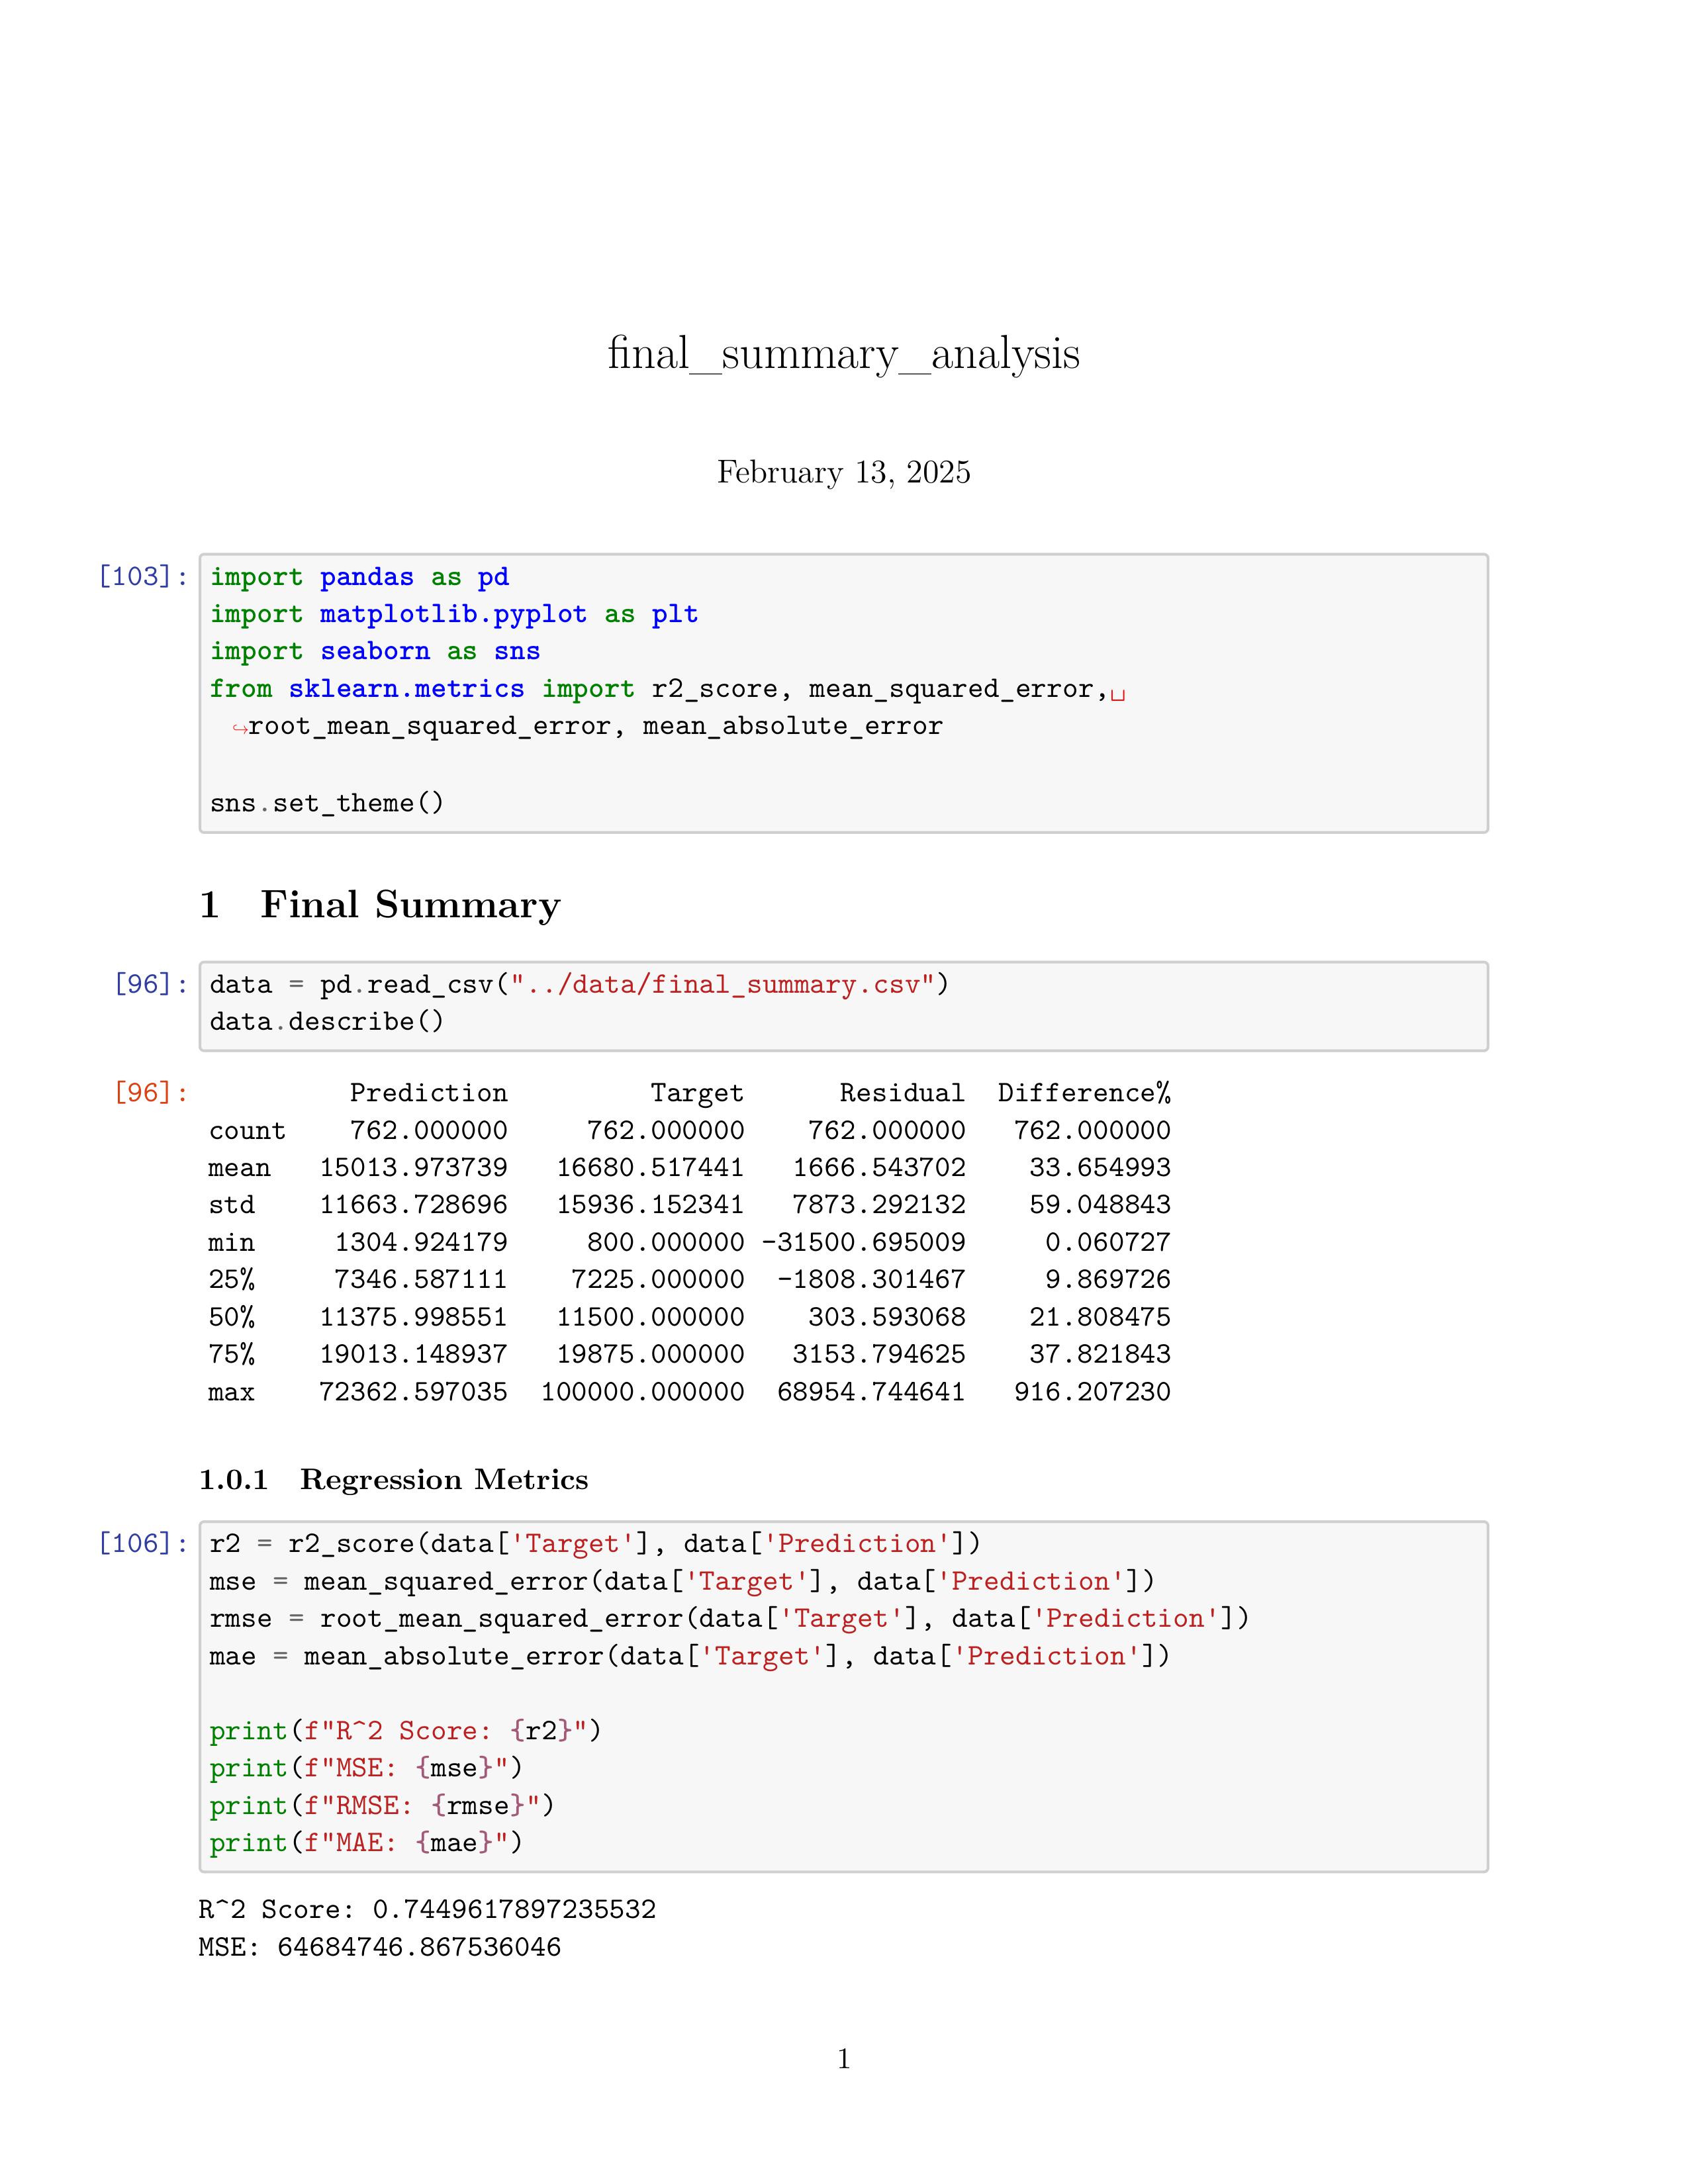 final_summary_analysis
February 13, 2025
[103]: import pandas as pd
import matplotlib.pyplot as plt
import seaborn as sns
from sklearn.metrics import r2_score, mean_squared_error,␣
↪root_mean_squared_error, mean_absolute_error
sns.set_theme()
1 Final Summary
[96]: data = pd.read_csv("../data/final_summary.csv")
data.describe()
[96]: Prediction Target Residual Difference%
count 762.000000 762.000000 762.000000 762.000000
mean 15013.973739 16680.517441 1666.543702 33.654993
std 11663.728696 15936.152341 7873.292132 59.048843
min 1304.924179 800.000000 -31500.695009 0.060727
25% 7346.587111 7225.000000 -1808.301467 9.869726
50% 11375.998551 11500.000000 303.593068 21.808475
75% 19013.148937 19875.000000 3153.794625 37.821843
max 72362.597035 100000.000000 68954.744641 916.207230
1.0.1 Regression Metrics
[106]: r2 = r2_score(data['Target'], data['Prediction'])
mse = mean_squared_error(data['Target'], data['Prediction'])
rmse = root_mean_squared_error(data['Target'], data['Prediction'])
mae = mean_absolute_error(data['Target'], data['Prediction'])
print(f"R^2 Score: {r2}")
print(f"MSE: {mse}")
print(f"RMSE: {rmse}")
print(f"MAE: {mae}")
R^2 Score: 0.7449617897235532
MSE: 64684746.867536046
1